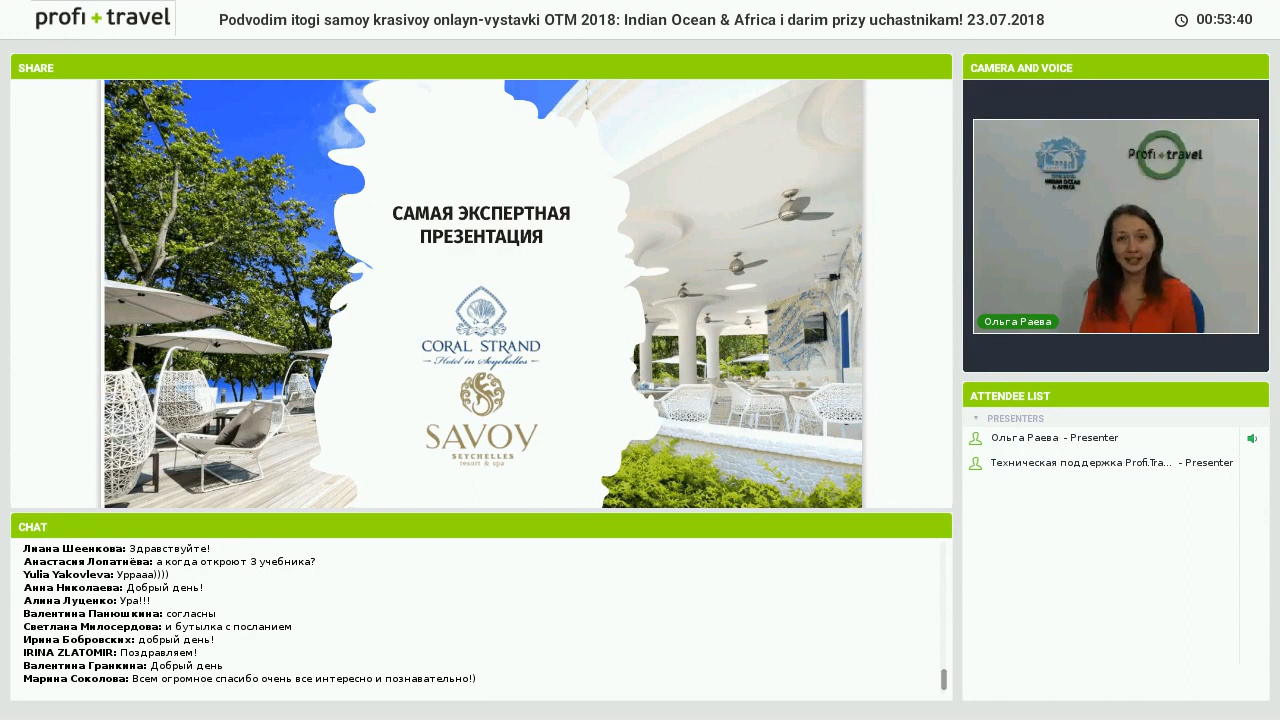 profi + travel
Podvodim itogi samoy krasivoy onlayn-vystavki OTM 2018: Indian Ocean & Africa i darim prizy uchastnikam! 23.07.2018
00:53:40
SHARE
САМАЯ ЭКСПЕРТНАЯ
ПРЕЗЕНТАЦИЯ
CORAL STRAND
Hotel in Seychelles
SAVOY
SEYCHELLES
resort & spa
CAMERA AND VOICE
INDIAN OCEAN
& AFRICA
Profi + travel
Ольга Раева
ATTENDEE LIST
PRESENTERS
Ольга Раева - Presenter
Техническая поддержка Profi.Tra... - Presenter
CHAT
Лиана Шеенкова: Здравствуйте!
Анастасия Лопатнёва: а когда откроют 3 учебника?
Yulia Yakovleva: Уррааа))))
Анна Николаева: Добрый день!
Алина Луценко: Ура!!!
Валентина Панюшкина: согласны
Светлана Милосердова: и бутылка с посланием
Ирина Бобровских: добрый день!
IRINA ZLATOMIR: Поздравляем!
Валентина Гранкина: Добрый день
Марина Соколова: Всем огромное спасибо очень все интересно и познавательно!)